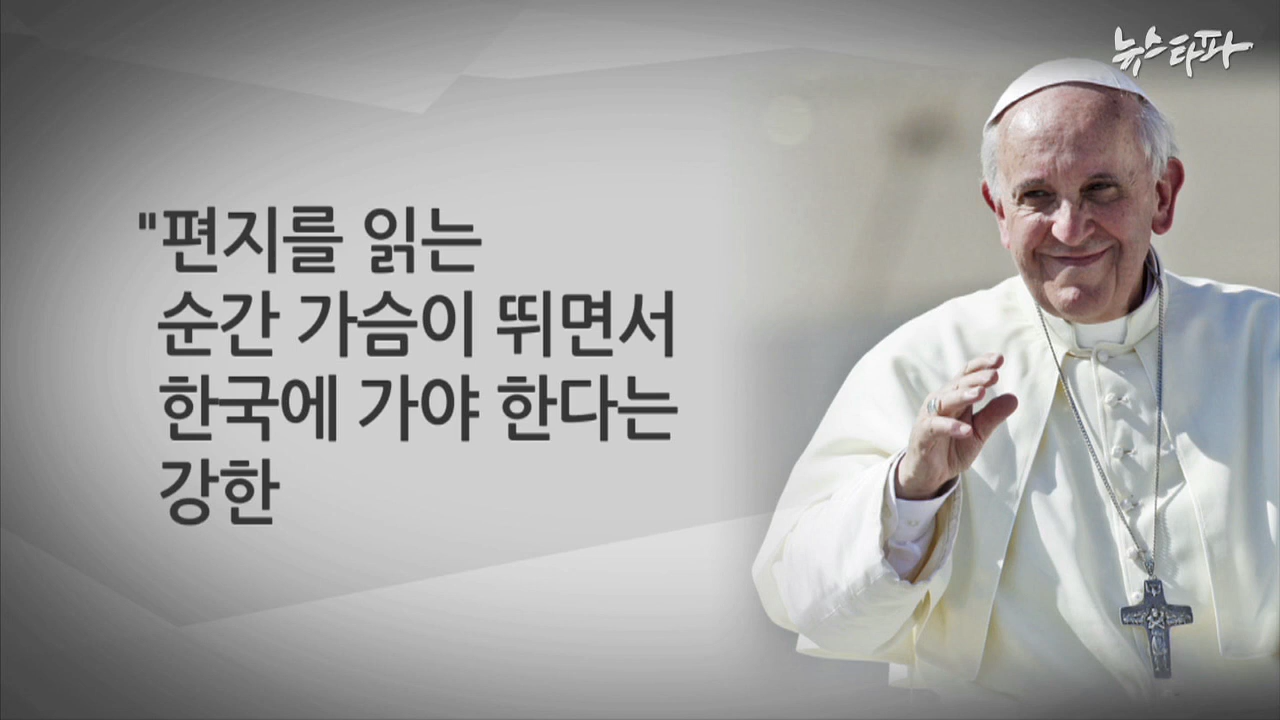 뉴스타파
"편지를 읽는
순간 가슴이 뛰면서
한국에 가야 한다는
강한